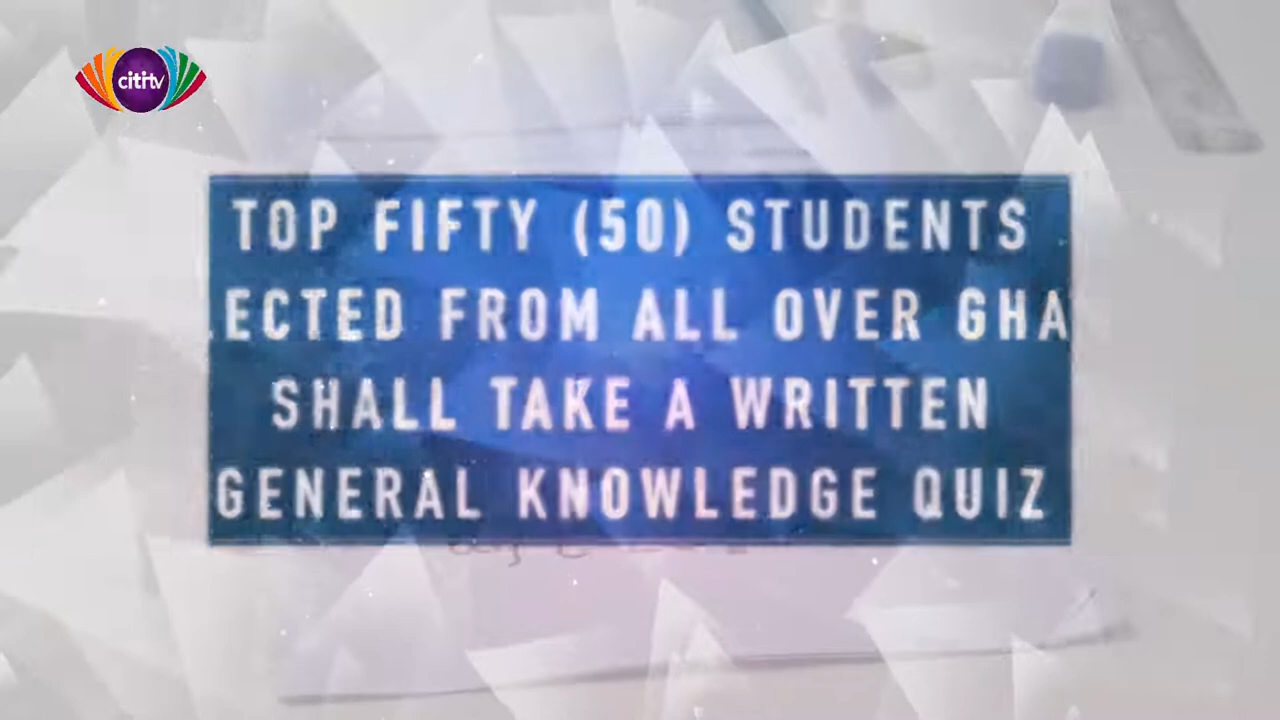 citi tv
TOP FIFTY (50) STUDENTS
ECTED FROM ALL OVER GHA
SHALL TAKE A WRITTEN
GENERAL KNOWLEDGE QUIZ